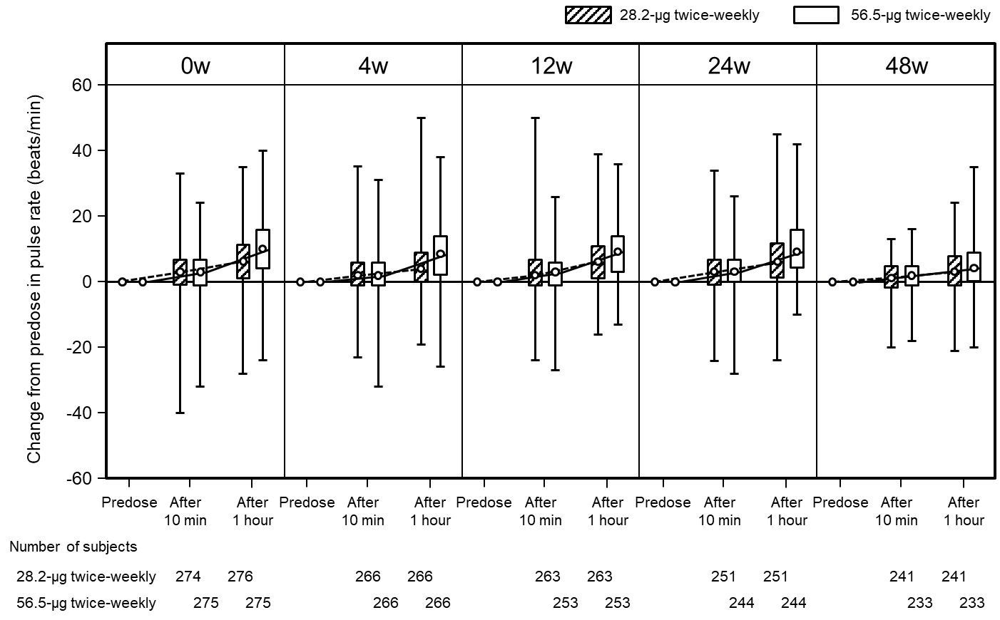 28.2-µg twice-weekly 56.5-µg twice-weekly
0w 4w 12w 24w 48w
Change from predose in pulse rate (beats/min)
60
40
20
0
-20
-40
-60
Predose After After Predose After After Predose After After Predose After After Predose After After
10 min 1 hour 10 min 1 hour 10 min 1 hour 10 min 1 hour 10 min 1 hour
Number of subjects
28.2-µg twice-weekly 274 276 266 266 263 263 251 251 241 241
56.5-µg twice-weekly 275 275 266 266 253 253 244 244 233 233